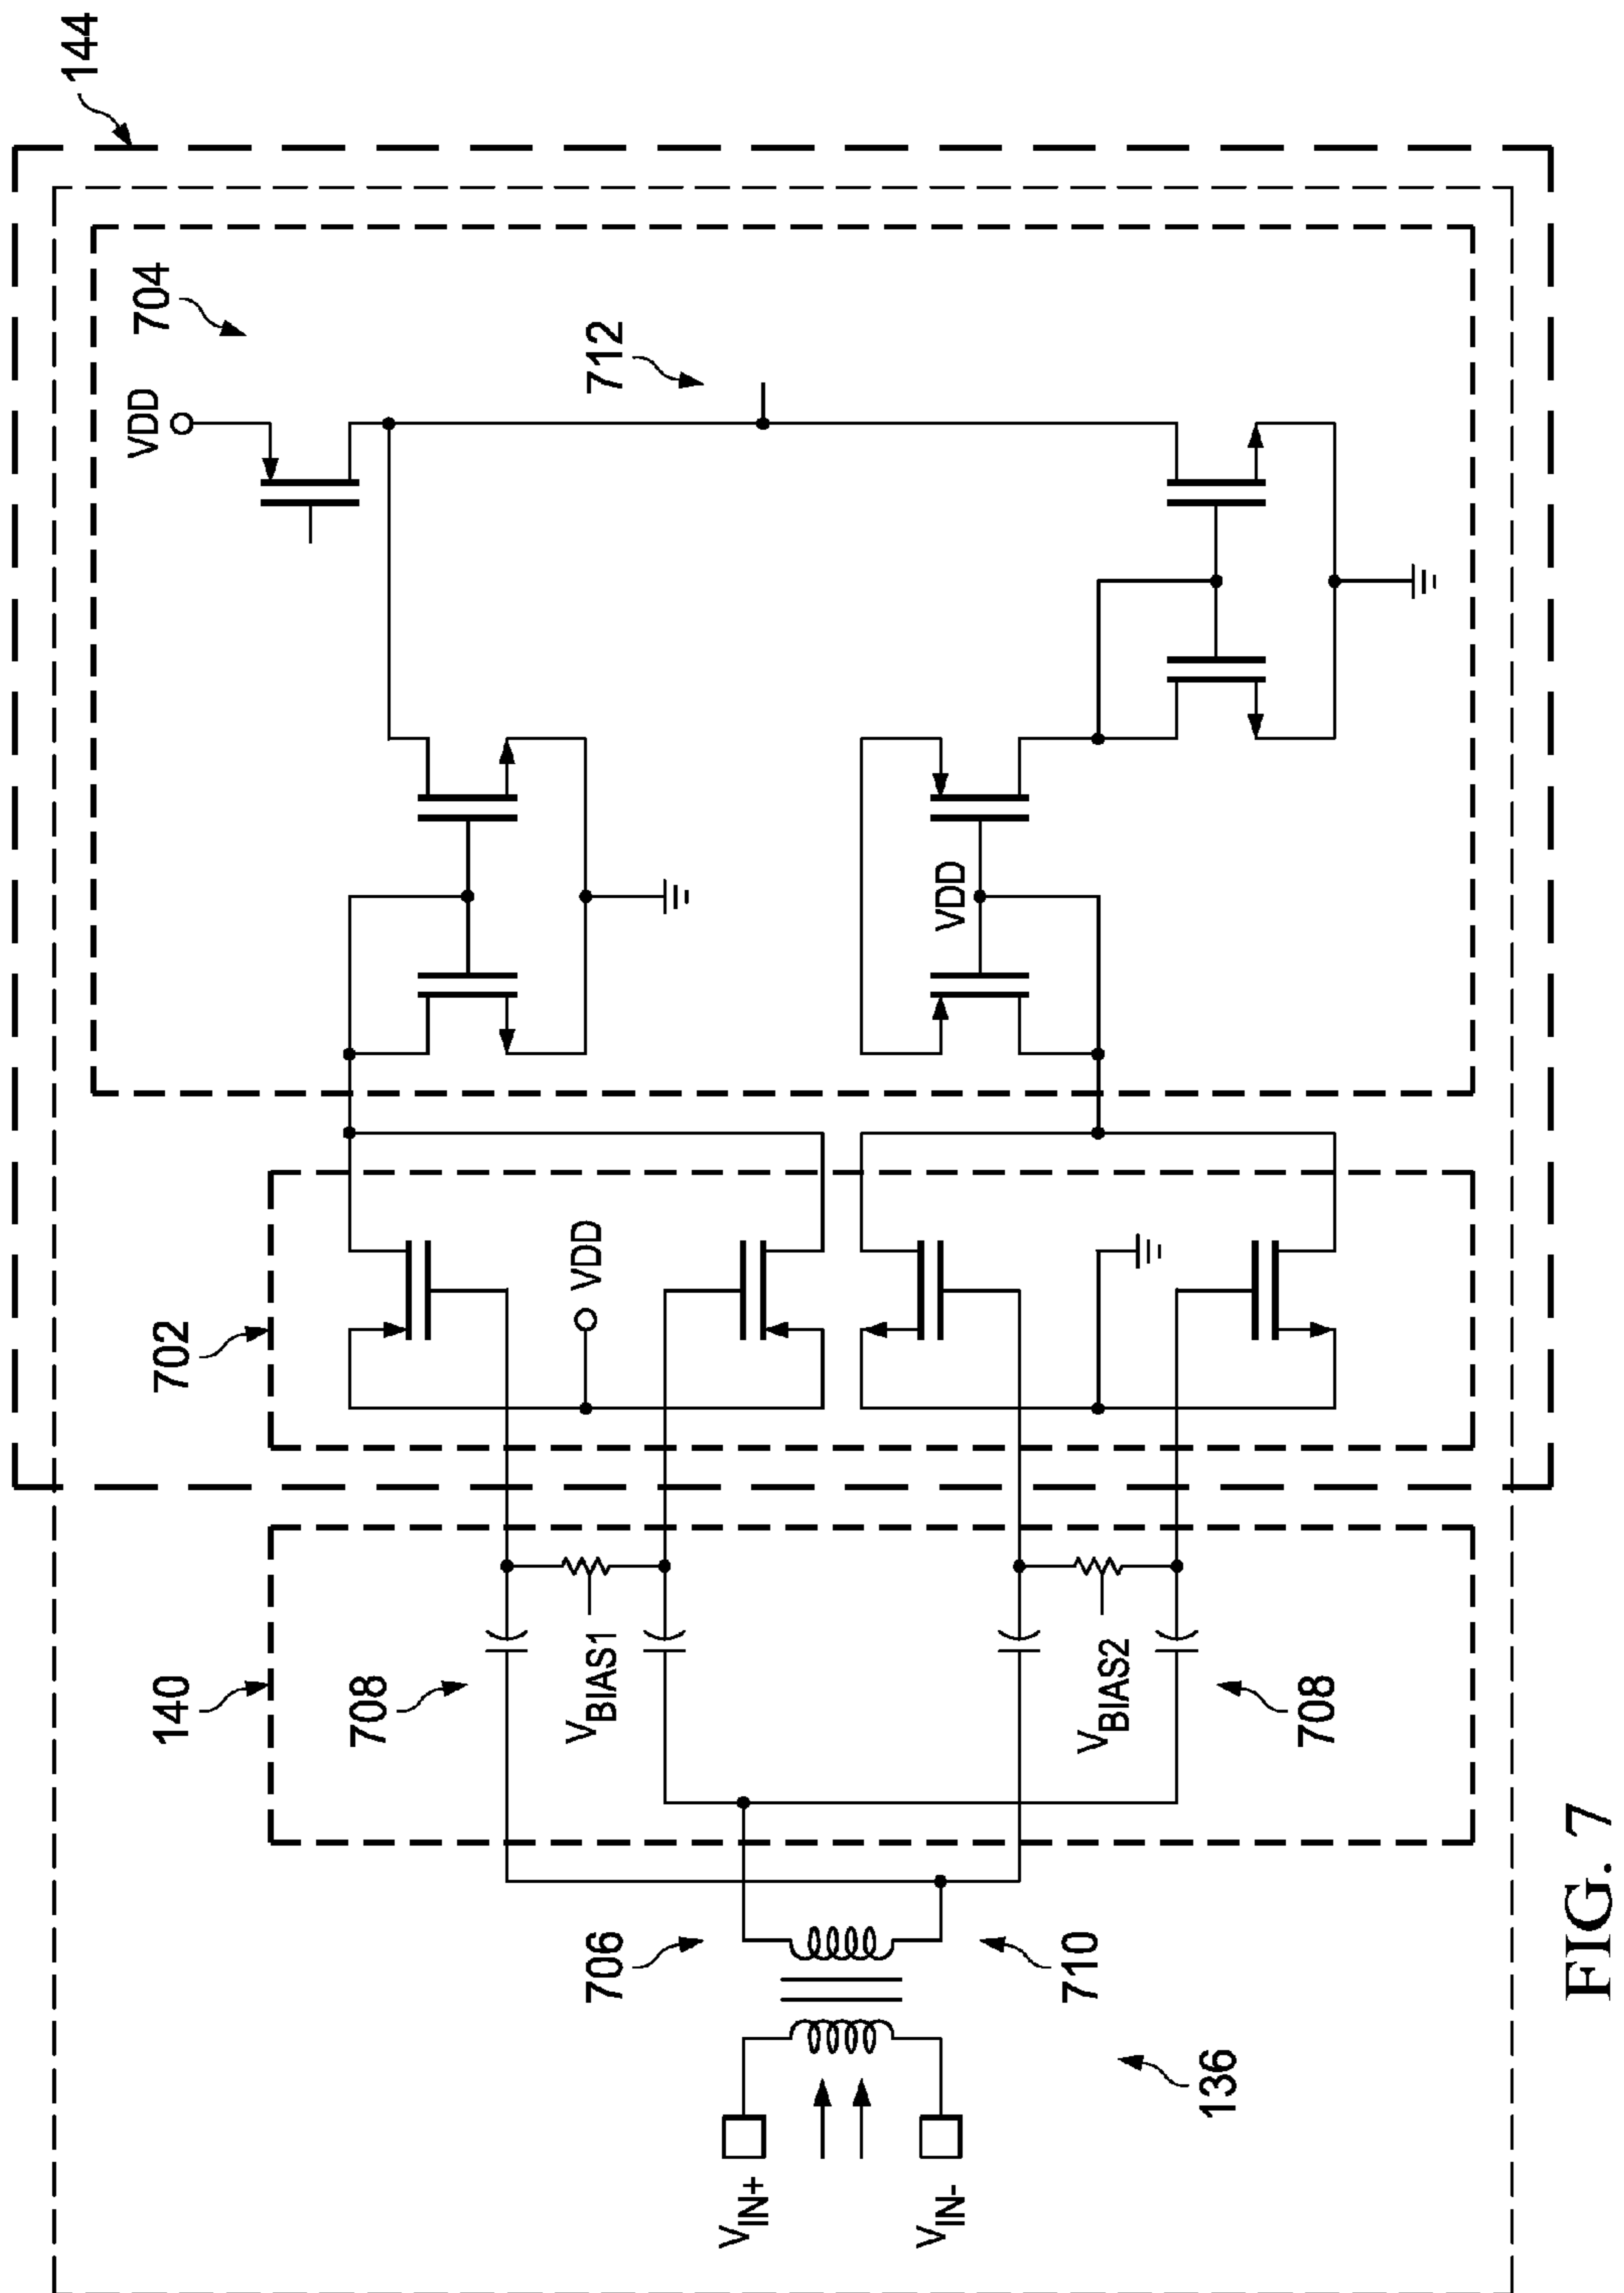 144
704
VDD
712
VDD
702
VDD
140
708
VBIAS1
VBIAS2
708
706
710
136
VIN+
VIN-
FIG. 7